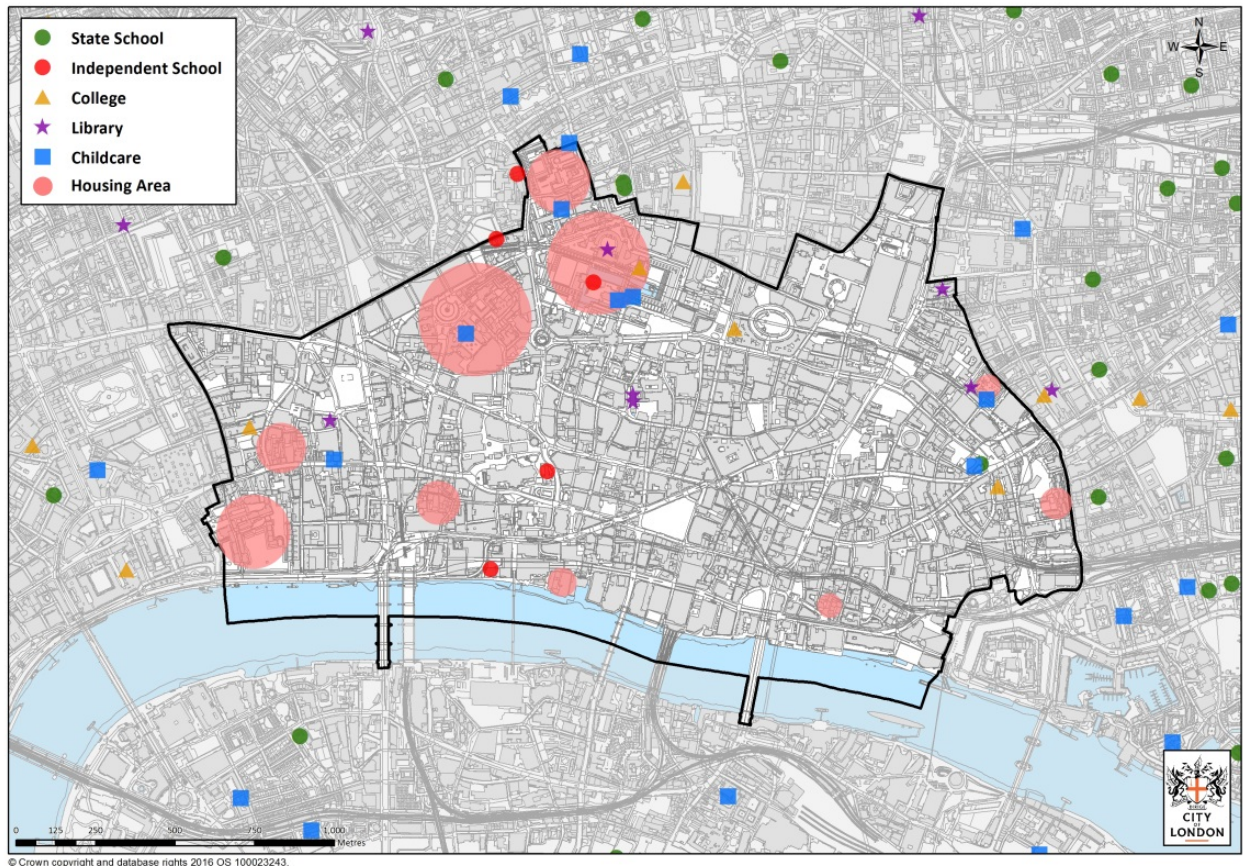 State School
Independent School
College
Library
Childcare
Housing Area
N
W E
S
0 125 250 500 750 1,000
Metres
CITY
OF
LONDON
© Crown copyright and database rights 2016 OS 100023243.